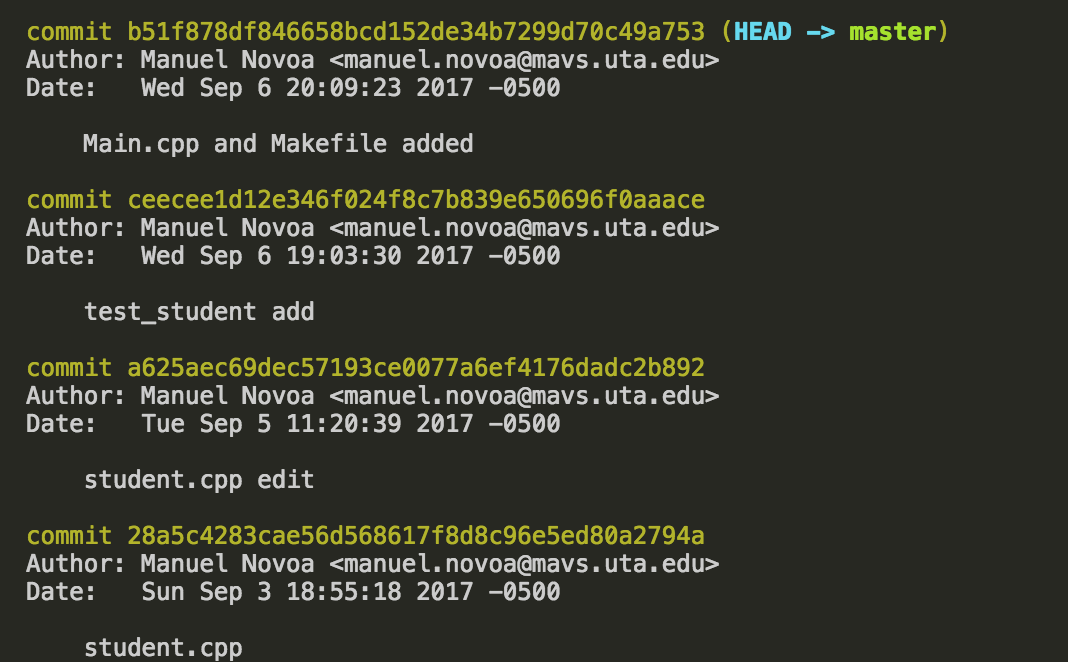 commit b51f878df846658bcd152de34b7299d70c49a753 (HEAD -> master)
Author: Manuel Novoa <manuel.novoa@mavs.uta.edu>
Date:   Wed Sep 6 20:09:23 2017 -0500
Main.cpp and Makefile added
commit ceecee1d12e346f024f8c7b839e650696f0aaace
Author: Manuel Novoa <manuel.novoa@mavs.uta.edu>
Date:   Wed Sep 6 19:03:30 2017 -0500
test_student add
commit a625aec69dec57193ce0077a6ef4176dadc2b892
Author: Manuel Novoa <manuel.novoa@mavs.uta.edu>
Date:   Tue Sep 5 11:20:39 2017 -0500
student.cpp edit
commit 28a5c4283cae56d568617f8d8c96e5ed80a2794a
Author: Manuel Novoa <manuel.novoa@mavs.uta.edu>
Date:   Sun Sep 3 18:55:18 2017 -0500
student.cpp